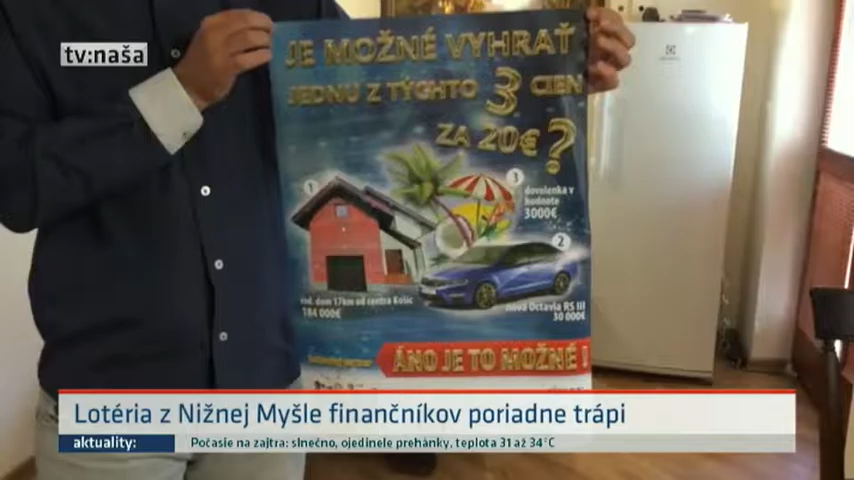 tv:naša
JE MOŽNÉ VYHRAŤ
JEDNU Z TÝCHTO 3 CIEN
ZA 20€?
1
3
dovolenka v
hodnote
3000€
2
rod. dom 17km od centra Košíc
184 000€
nova Octavia RS III
30 000€
ÁNO JE TO MOŽNÉ!
Lotéria z Nižnej Myšle finančníkov poriadne trápi
aktuality: Počasie na zajtra: slnečno, ojedinele prehánky, teplota 31 až 34°C